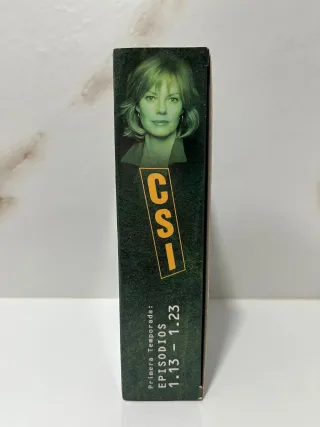 CSI
Primera Temporada:
EPISODIOS
1.13 - 1.23